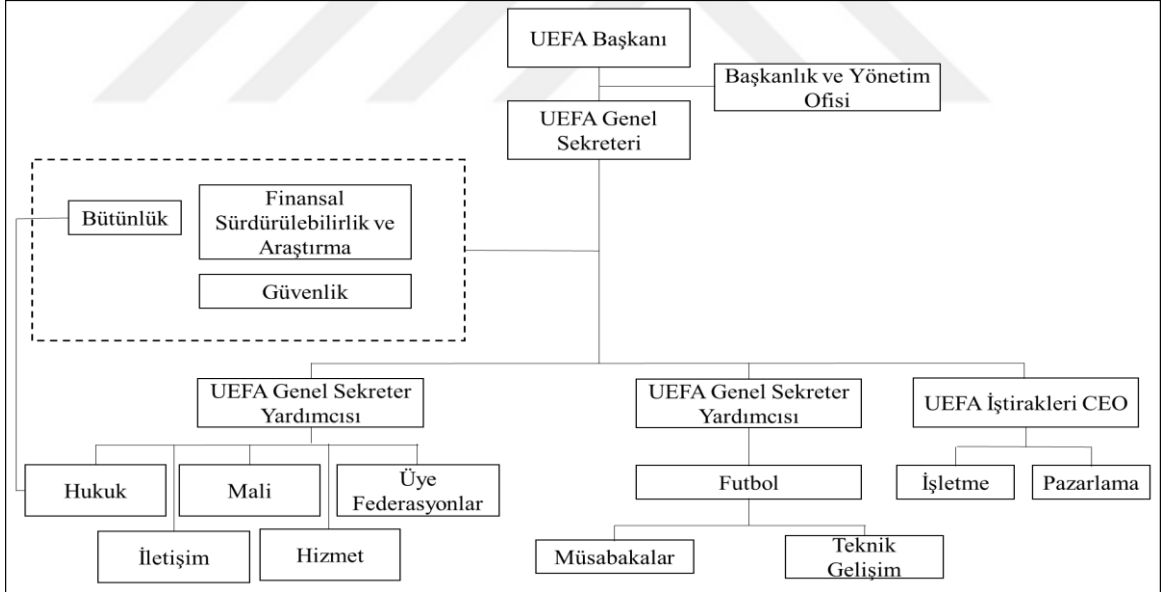 UEFA Başkanı
Başkanlık ve Yönetim
Ofisi
UEFA Genel
Sekreteri
Bütünlük
Finansal
Sürdürülebilirlik ve
Araştırma
Güvenlik
UEFA Genel Sekreter
Yardımcısı
UEFA Genel Sekreter
Yardımcısı
UEFA İştirakleri CEO
Hukuk
Mali
Üye
Federasyonlar
Futbol
İşletme
Pazarlama
İletişim
Hizmet
Müsabakalar
Teknik
Gelişim